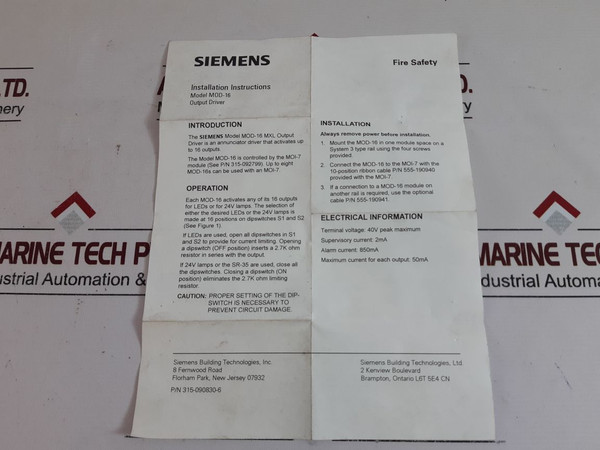 SIEMENS
Fire Safety
Installation Instructions
Model MOD-16
Output Driver
INTRODUCTION
The SIEMENS Model MOD-16 MXL Output
Driver is an annunciator driver that activates up
to 16 outputs.
The Model MOD-16 is controlled by the MOI-7
module (See P/N 315-092799). Up to eight
MOD-16s can be used with an MOI-7.
OPERATION
Each MOD-16 activates any of its 16 outputs
for LEDs or for 24V lamps. The selection of
either the desired LEDs or the 24V lamps is
made at 16 positions on dipswitches S1 and S2
(See Figure 1).
If LEDs are used, open all dipswitches in S1
and S2 to provide for current limiting. Opening
a dipswitch (OFF position) inserts a 2.7K ohm
resistor in series with the output.
If 24V lamps or the SR-35 are used, close all
the dipswitches. Closing a dipswitch (ON
position) eliminates the 2.7K ohm limiting
resistor.
CAUTION: PROPER SETTING OF THE DIP-
SWITCH IS NECESSARY TO
PREVENT CIRCUIT DAMAGE.
INSTALLATION
Always remove power before installation.
1. Mount the MOD-16 in one module space on a
System 3 type rail using the four screws
provided.
2. Connect the MOD-16 to the MOI-7 with the
10-position ribbon cable P/N 555-190940
provided with the MOI-7.
3. If a connection to a MOD-16 module on
another rail is required, use the optional
cable P/N 555-190941.
ELECTRICAL INFORMATION
Terminal voltage: 40V peak maximum
Supervisory current: 2mA
Alarm current: 850mA
Maximum current for each output: 50mA
Siemens Building Technologies, Inc.
8 Fernwood Road
Florham Park, New Jersey 07932
P/N 315-090830-6
Siemens Building Technologies, Ltd.
2 Kenview Boulevard
Brampton, Ontario L6T 5E4 CN
LTD.
nery
MARINE TECH P
dustrial Automation &
MARINE TECH
Industrial Automa